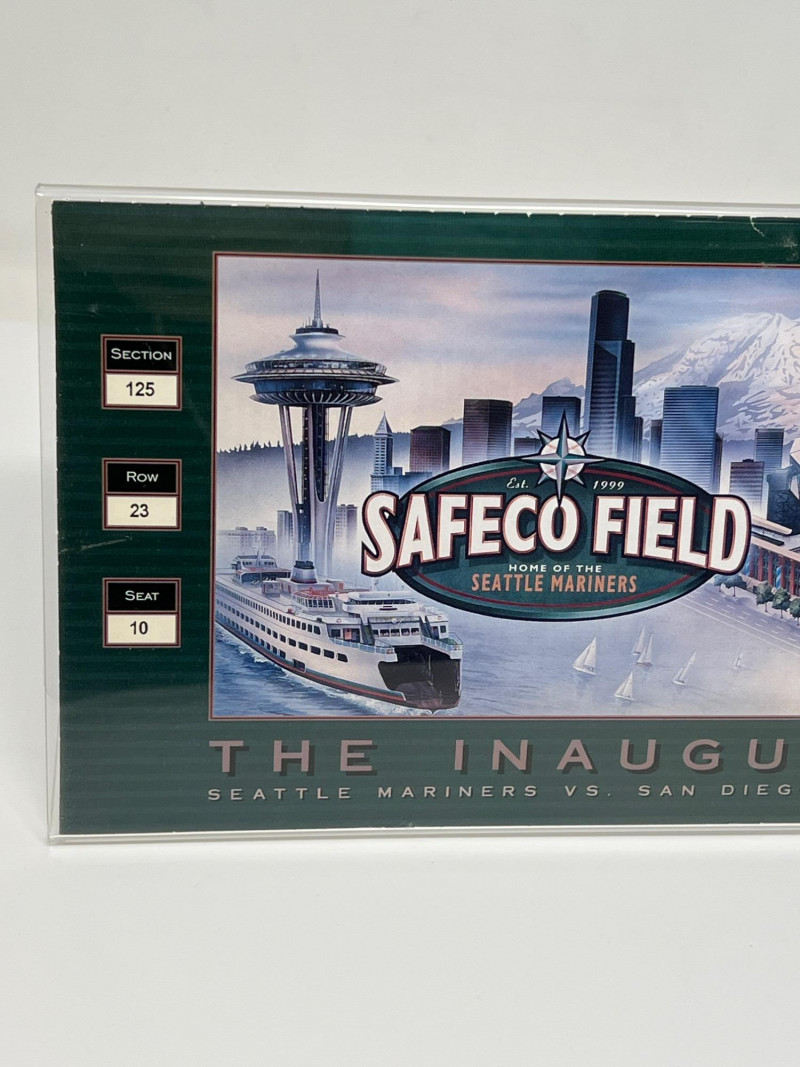 SECTION
125
ROW
23
SEAT
10
Est. 1999
SAFECO FIELD
HOME OF THE
SEATTLE MARINERS
THE INAUGU
SEATTLE MARINERS VS. SAN DIEG